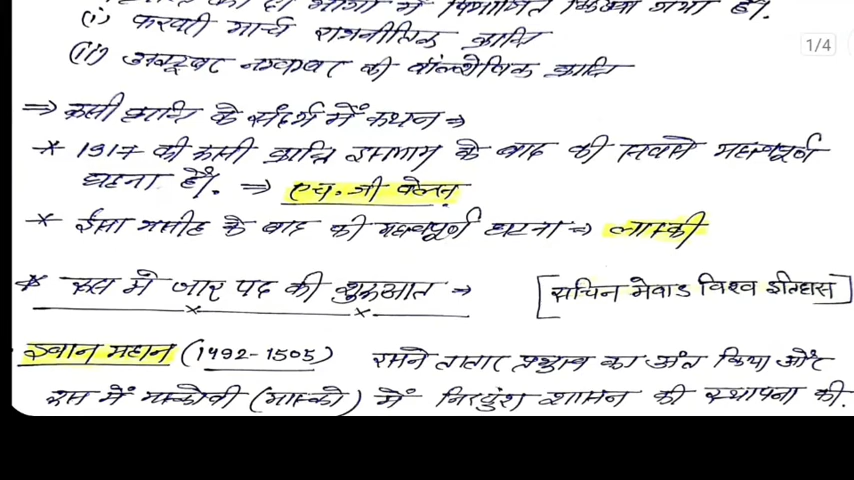 (i) फरवरी मार्च राजनीतिक क्रान्ति
1/4
(ii) अक्टूबर नवम्बर की बोल्शेविक क्रान्ति
⇒ रूसी क्रान्ति के संदर्भ में कथन ⇒
* 1917 की रूसी क्रान्ति इस्लाम के बाद की सबसे महत्वपूर्ण
घटना हैं। ⇒ एच. जी वेल्स
* ईसा मसीह के बाद की महत्वपूर्ण घटना ⇒ लास्की
* रूस में जार पद की शुरुआत ⇒
[सचिन मेवाड विश्व इतिहास]
इवान महान (1492-1505) इसने तातार प्रभाव का अंत किया और
रूस में मस्कोवी (मास्को) में निरंकुश शासन की स्थापना की.